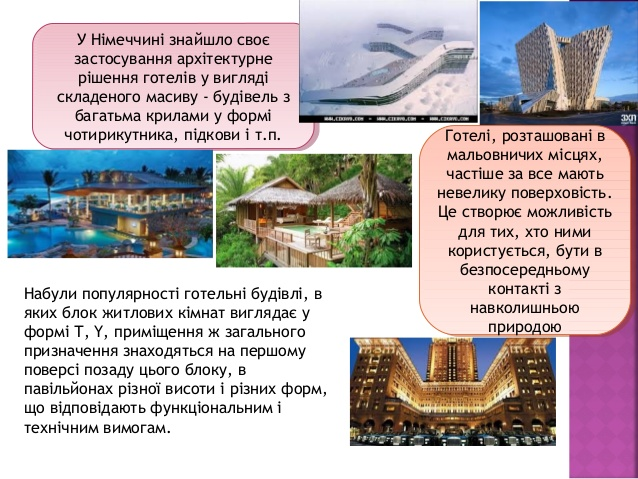 У Німеччині знайшло своє
застосування архітектурне
рішення готелів у вигляді
складеного масиву - будівель з
багатьма крилами у формі
чотирикутника, підкови і т.п.
Готелі, розташовані в
мальовничих місцях,
частіше за все мають
невелику поверховість.
Це створює можливість
для тих, хто ними
користується, бути в
безпосередньому
контакті з
навколишньою
природою
Набули популярності готельні будівлі, в
яких блок житлових кімнат виглядає у
формі Т, Y, приміщення ж загального
призначення знаходяться на першому
поверсі позаду цього блоку, в
павільйонах різної висоти і різних форм,
що відповідають функціональним і
технічним вимогам.